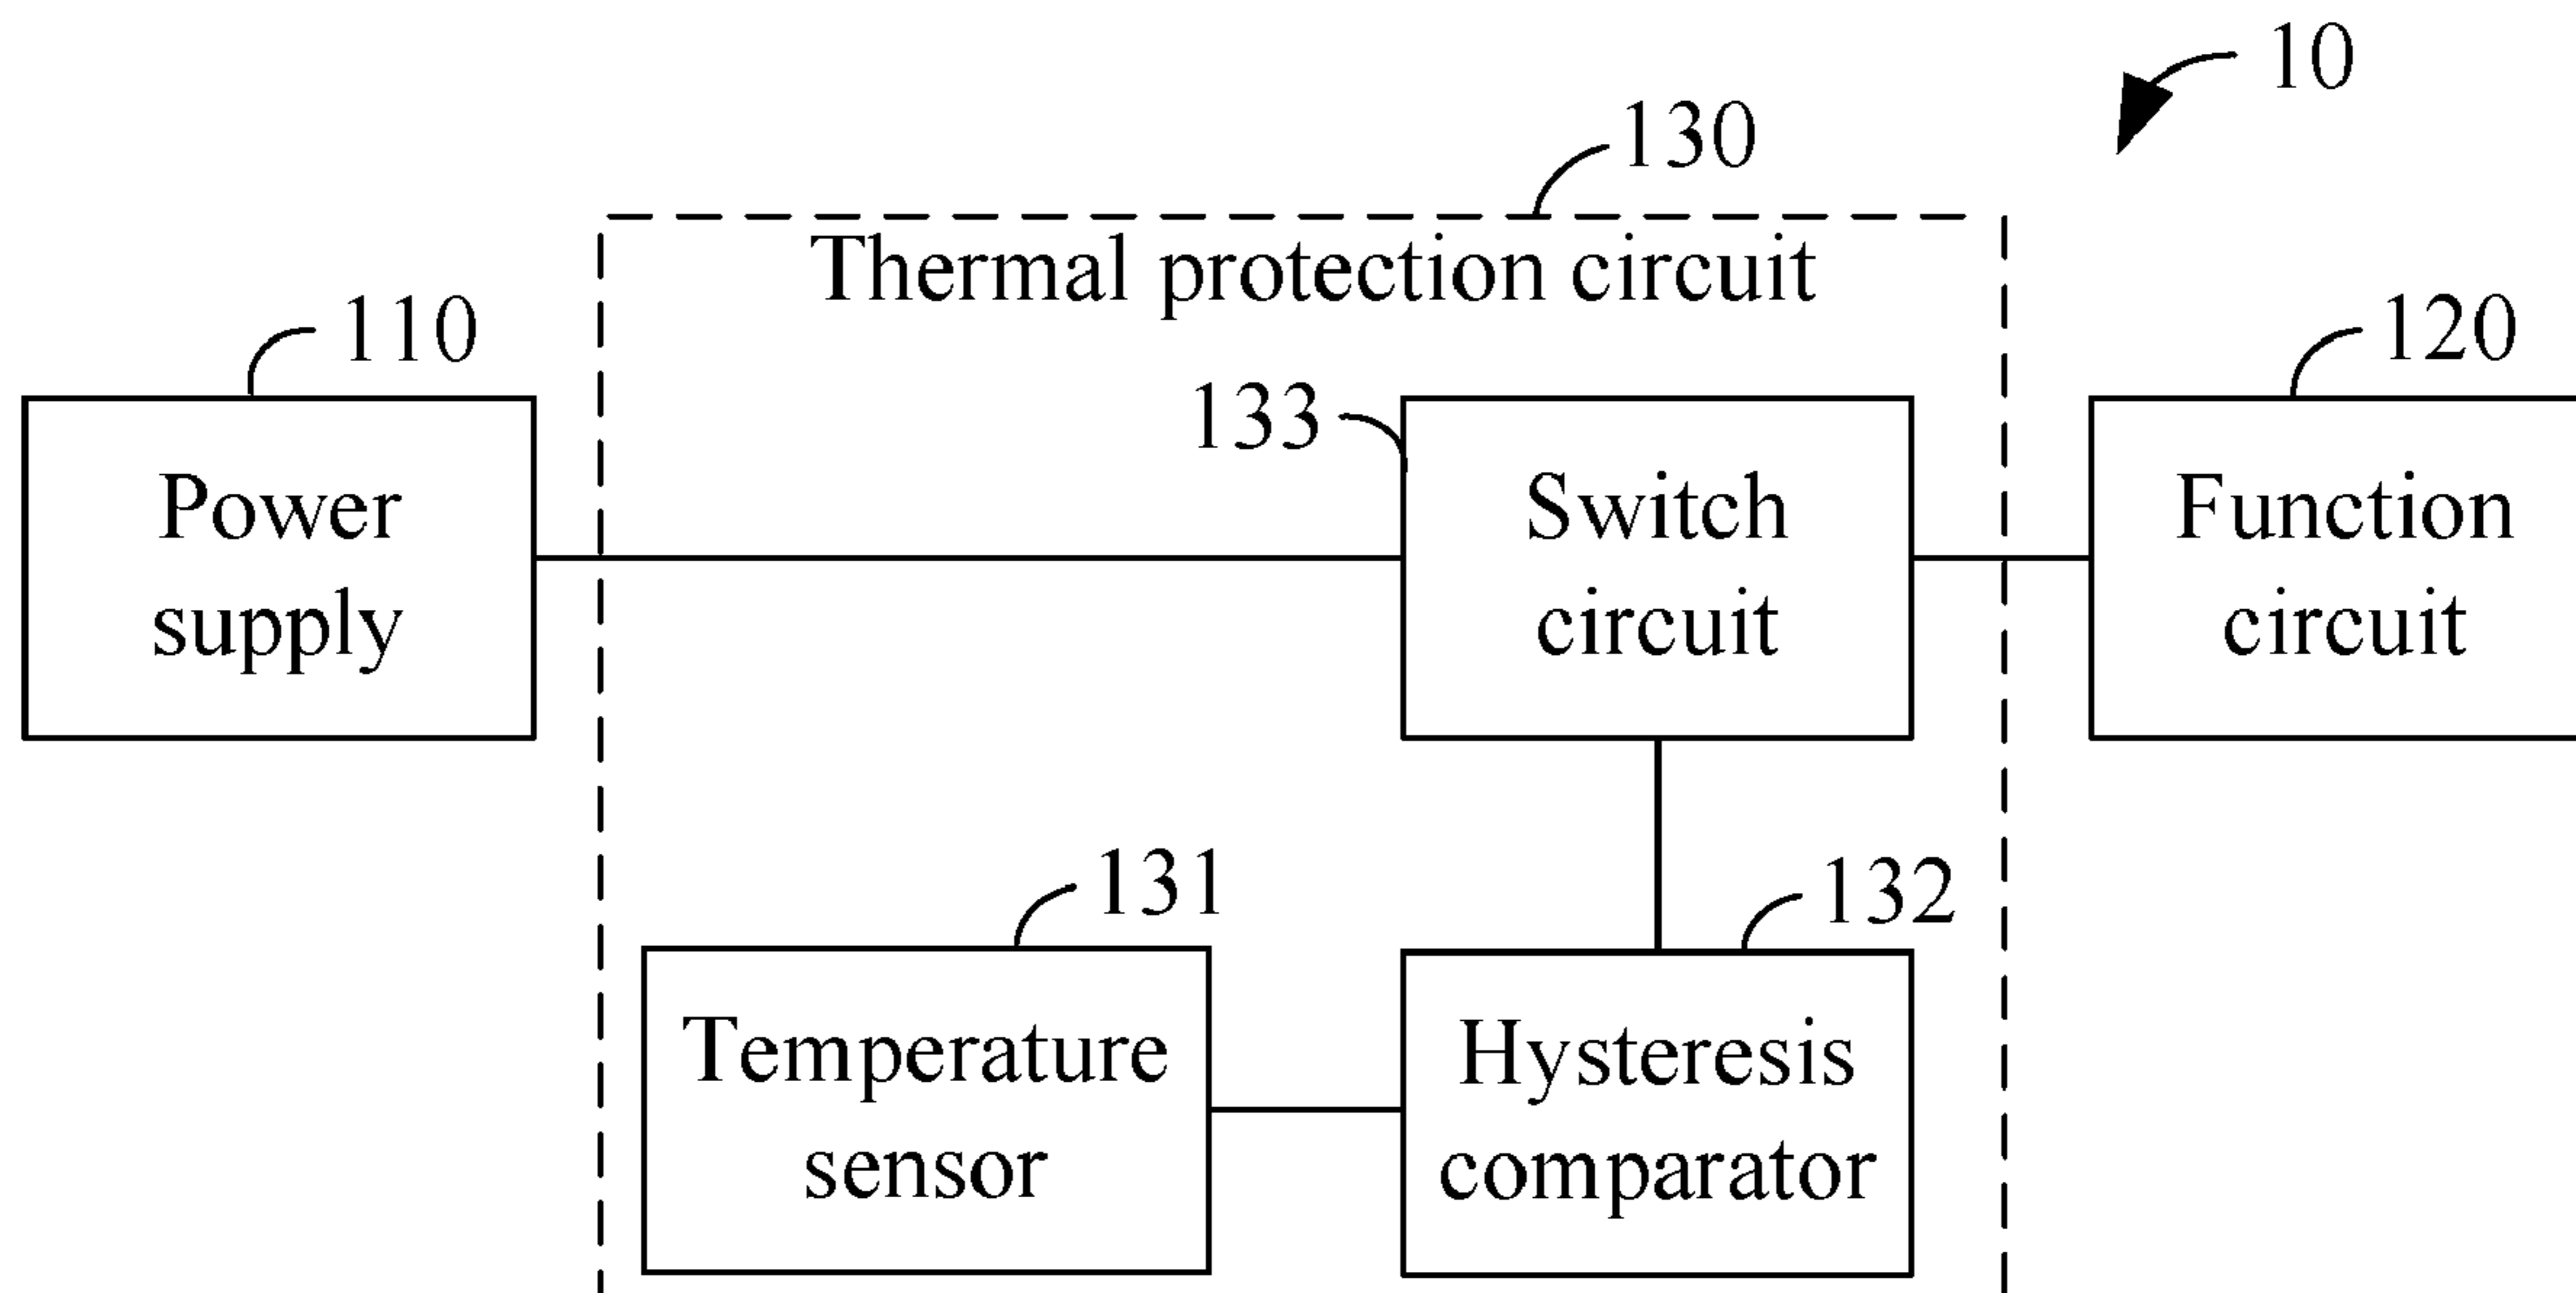 10
130
Thermal protection circuit
110
120
133
Power
supply
Switch
circuit
Function
circuit
131
132
Temperature
sensor
Hysteresis
comparator